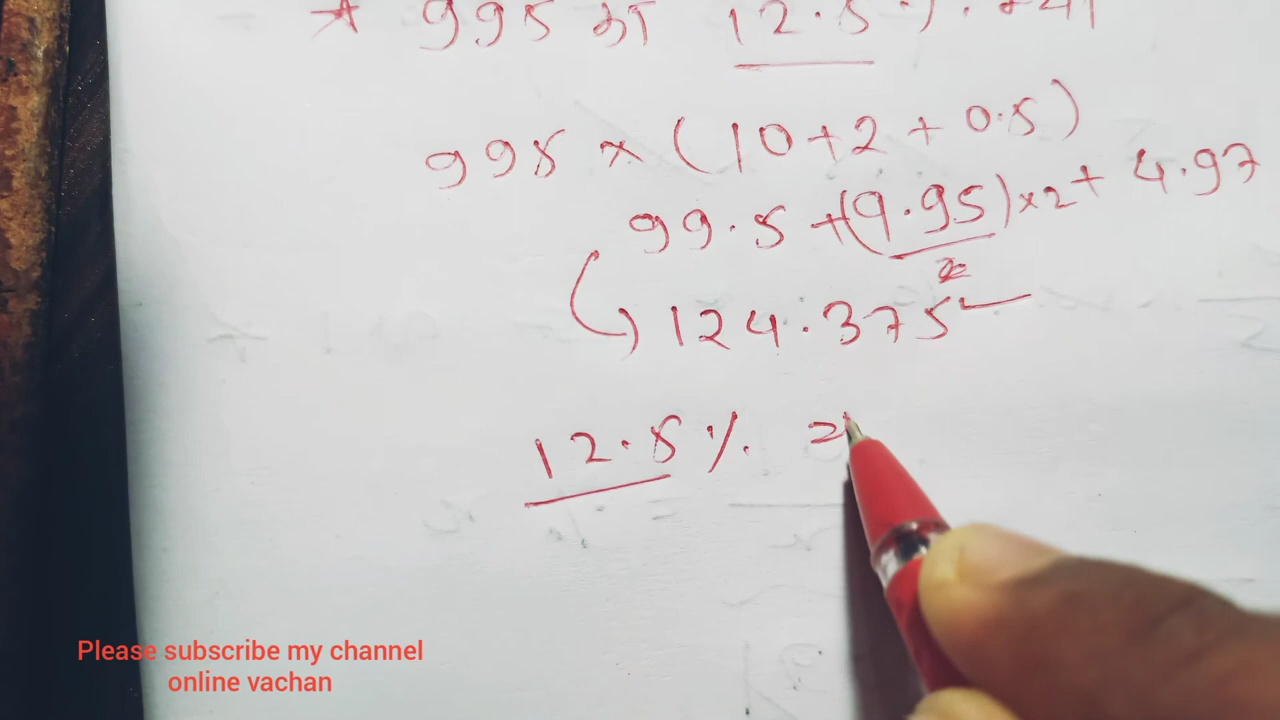 * 995 का 12.5 %.
995 × (10 + 2 + 0.5)
99.5 + (9.95) × 2 + 4.97
124.375
12.5 %. =
Please subscribe my channel
online vachan